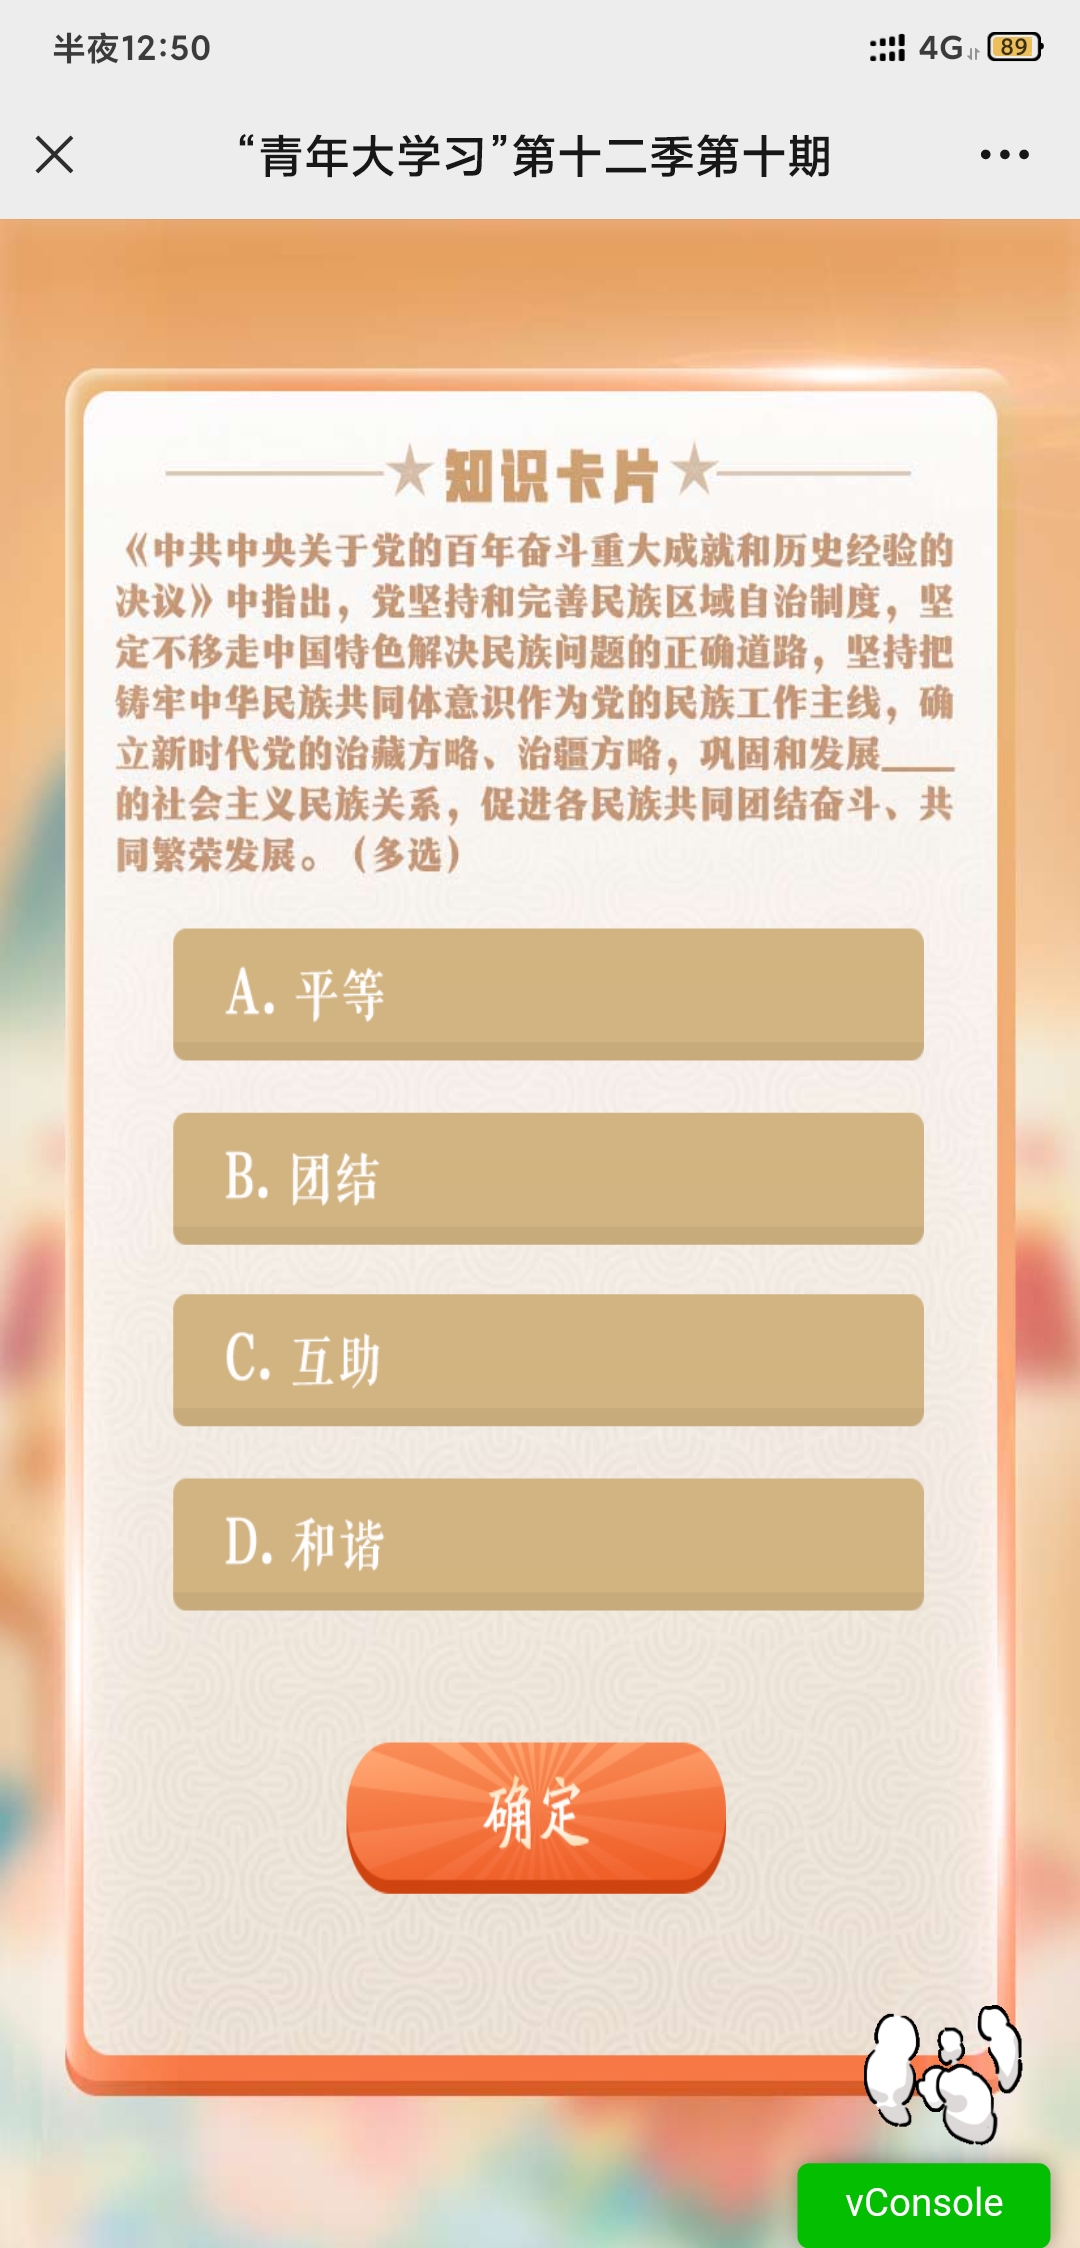 半夜12:50
4G
89
“青年大学习”第十二季第十期
知识卡片
《中共中央关于党的百年奋斗重大成就和历史经验的
决议》中指出，党坚持和完善民族区域自治制度，坚
定不移走中国特色解决民族问题的正确道路，坚持把
铸牢中华民族共同体意识作为党的民族工作主线，确
立新时代党的治藏方略、治疆方略，巩固和发展____
的社会主义民族关系，促进各民族共同团结奋斗、共
同繁荣发展。（多选）
A. 平等
B. 团结
C. 互助
D. 和谐
确定
vConsole